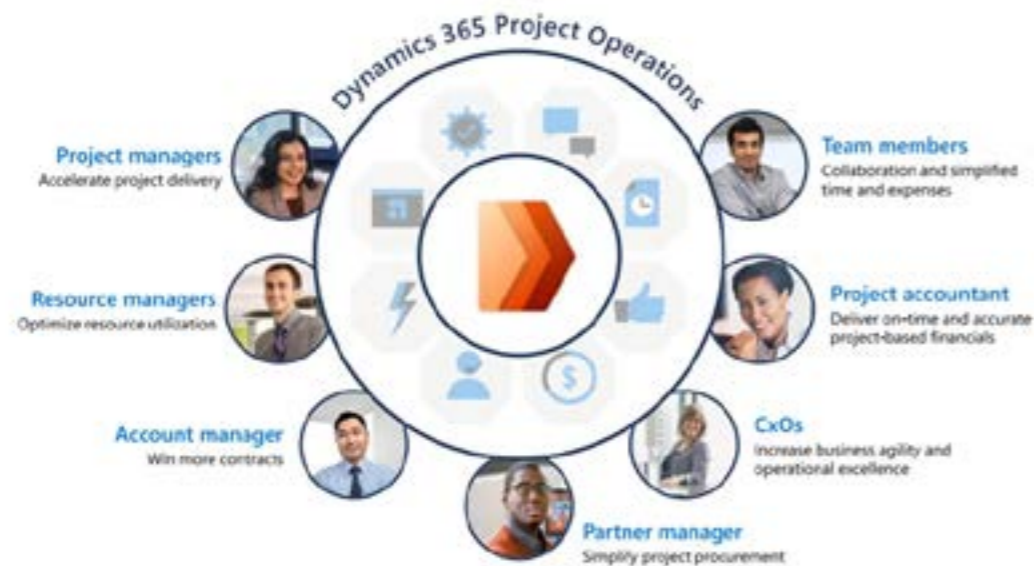 Dynamics 365 Project Operations
Project managers
Accelerate project delivery
Resource managers
Optimize resource utilization
Account manager
Win more contracts
Partner manager
Simplify project procurement
CxOs
Increase business agility and
operational excellence
Project accountant
Deliver on-time and accurate
project-based financials
Team members
Collaboration and simplified
time and expenses
$